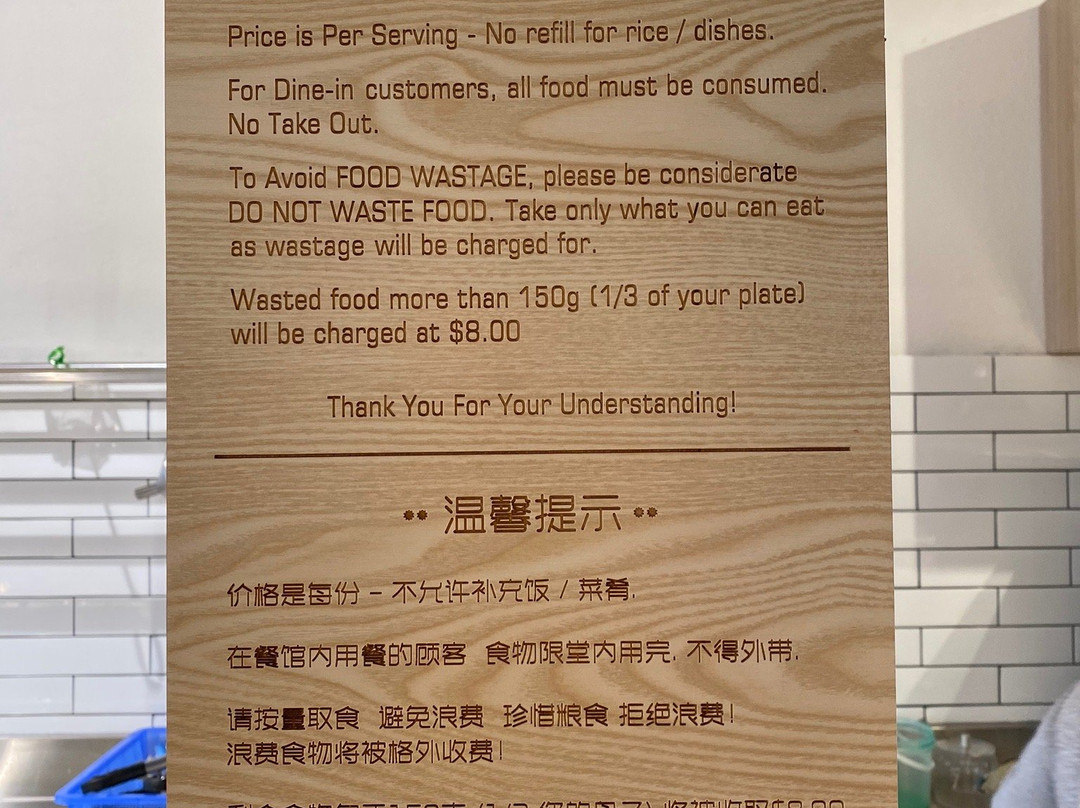 Price is Per Serving - No refill for rice / dishes.
For Dine-in customers, all food must be consumed.
No Take Out.
To Avoid FOOD WASTAGE, please be considerate
DO NOT WASTE FOOD. Take only what you can eat
as wastage will be charged for.
Wasted food more than 150g (1/3 of your plate)
will be charged at $8.00
Thank You For Your Understanding!
•• 温馨提示 ••
价格是每份 - 不允许补充饭 / 菜肴.
在餐馆内用餐的顾客 食物限堂内用完. 不得外带.
请按量取食 避免浪费 珍惜粮食 拒绝浪费!
浪费食物将被格外收费!